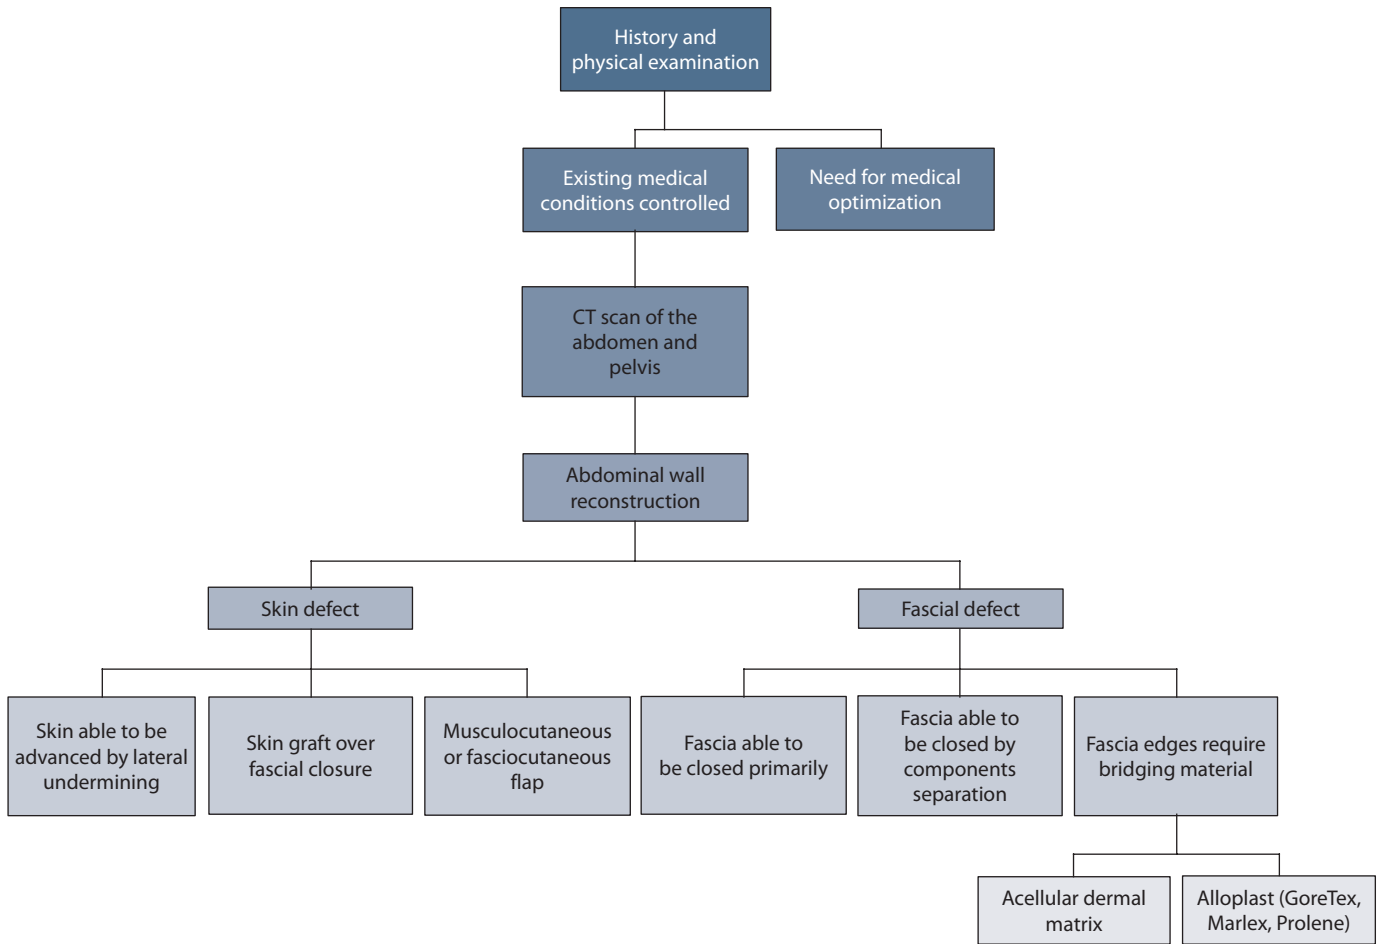 History and
physical examination
Existing medical
conditions controlled
Need for medical
optimization
CT scan of the
abdomen and
pelvis
Abdominal wall
reconstruction
Skin defect
Fascial defect
Skin able to be
advanced by lateral
undermining
Skin graft over
fascial closure
Musculocutaneous
or fasciocutaneous
flap
Fascia able to
be closed primarily
Fascia able to
be closed by
components
separation
Fascia edges require
bridging material
Acellular dermal
matrix
Alloplast (GoreTex,
Marlex, Prolene)